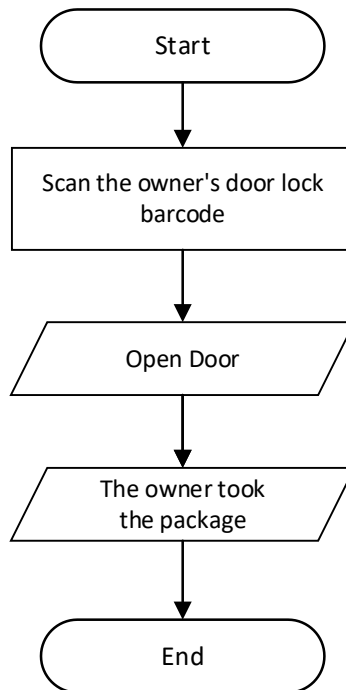 Start
Scan the owner's door lock
barcode
Open Door
The owner took
the package
End